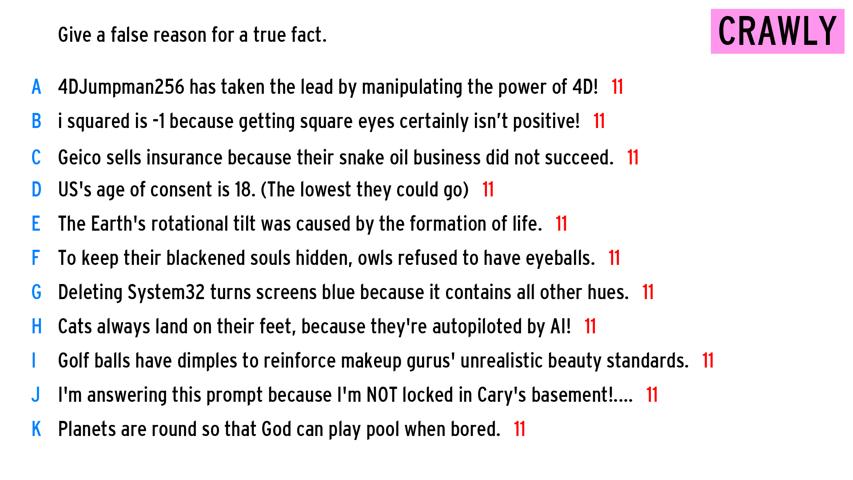 CRAWLY
Give a false reason for a true fact.
A 4DJumpman256 has taken the lead by manipulating the power of 4D! 11
B i squared is -1 because getting square eyes certainly isn't positive! 11
C Geico sells insurance because their snake oil business did not succeed. 11
D US's age of consent is 18. (The lowest they could go) 11
E The Earth's rotational tilt was caused by the formation of life. 11
F To keep their blackened souls hidden, owls refused to have eyeballs. 11
G Deleting System32 turns screens blue because it contains all other hues. 11
H Cats always land on their feet, because they're autopiloted by AI! 11
I Golf balls have dimples to reinforce makeup gurus' unrealistic beauty standards. 11
J I'm answering this prompt because I'm NOT locked in Cary's basement!.... 11
K Planets are round so that God can play pool when bored. 11